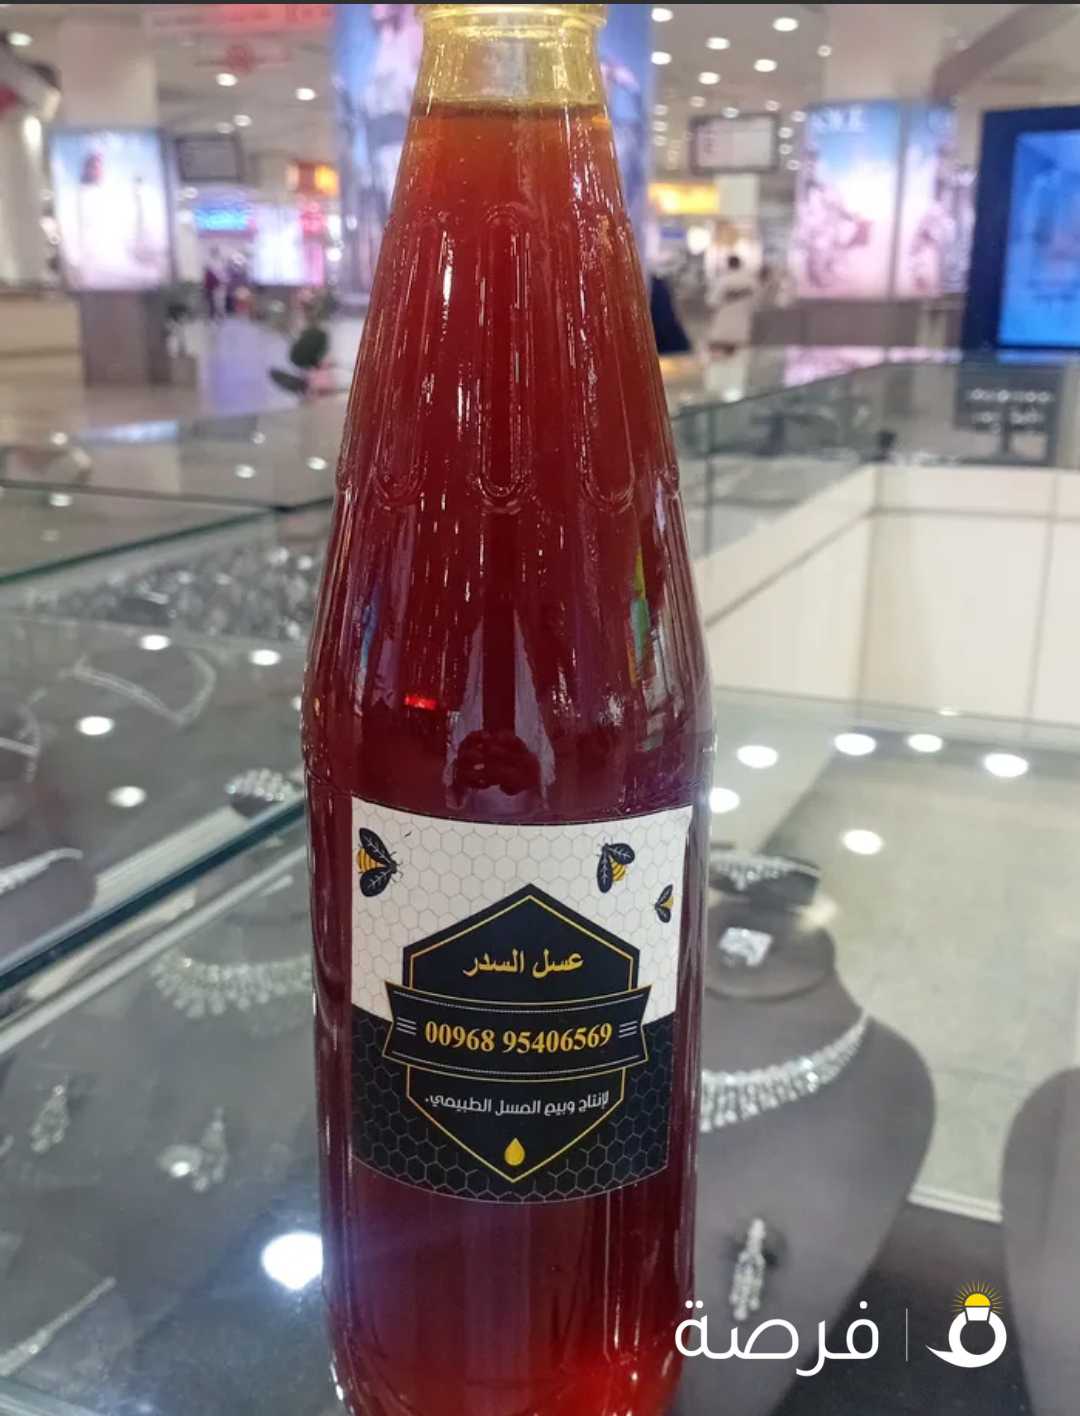 عسل السدر
00968 95406569
لإنتاج وبيع العسل الطبيعي.
فرصة